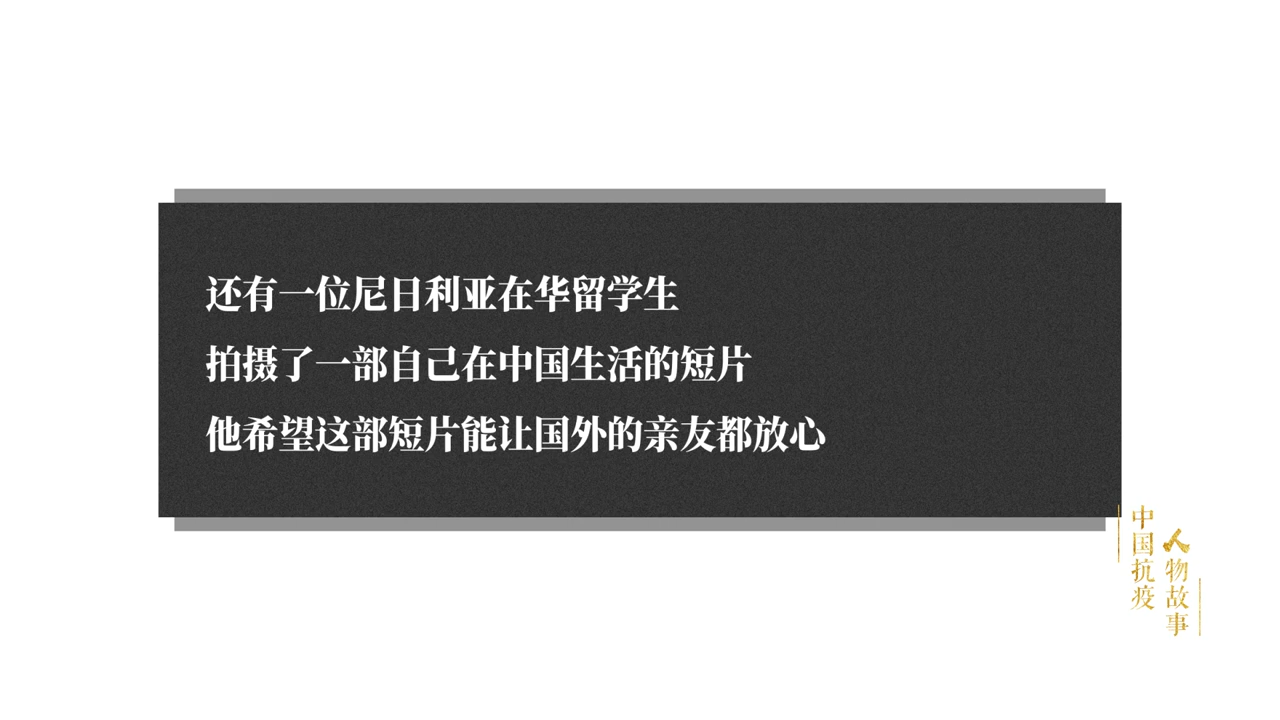 还有一位尼日利亚在华留学生
拍摄了一部自己在中国生活的短片
他希望这部短片能让国外的亲友都放心
中国抗疫
人物故事